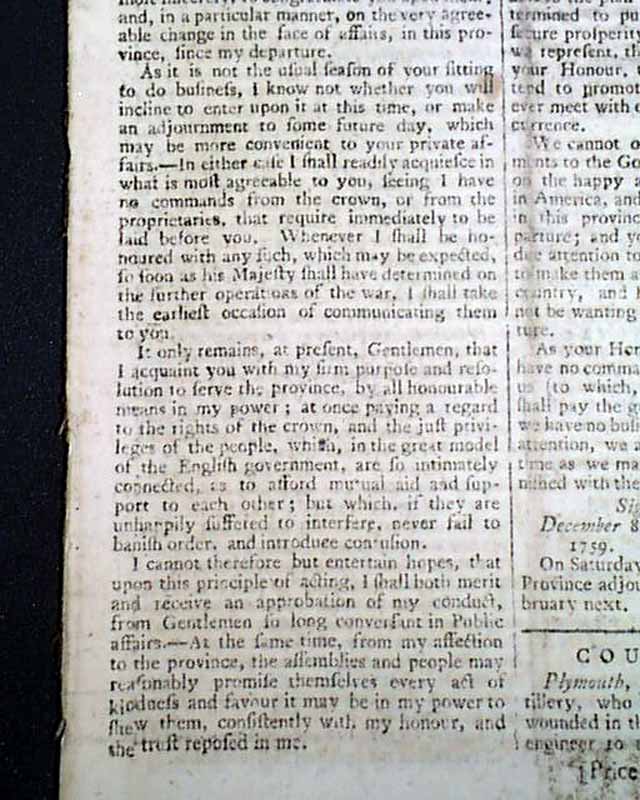 most sincerely, to congratulate you upon them;
and, in a particular manner, on the very agree-
able change in the face of affairs, in this pro-
vince, since my departure.
As it is not the usual season of your sitting
to do business, I know not whether you will
incline to enter upon it at this time, or make
an adjournment to some future day, which
may be more convenient to your private af-
fairs.—In either case I shall readily acquiesce in
what is most agreeable to you, seeing I have
no commands from the crown, or from the
proprietaries, that require immediately to be
laid before you. Whenever I shall be ho-
noured with any such, which may be expected,
so soon as his Majesty shall have determined on
the further operations of the war, I shall take
the earliest occasion of communicating them
to you.
It only remains, at present, Gentlemen, that
I acquaint you with my firm purpose and reso-
lution to serve the province, by all honourable
means in my power; at once paying a regard
to the rights of the crown, and the just privi-
leges of the people, which, in the great model
of the English government, are so intimately
connected, as to afford mutual aid and sup-
port to each other; but which, if they are
unhappily suffered to interfere, never fail to
banish order, and introduce confusion.
I cannot therefore but entertain hopes, that
upon this principle of acting, I shall both merit
and receive an approbation of my conduct,
from Gentlemen so long conversant in Public
affairs.—At the same time, from my affection
to the province, the assemblies and people may
reasonably promise themselves every act of
kindness and favour it may be in my power to
shew them, consistently with my honour, and
the trust reposed in me.
termined to pu
secure prosperity
we represent, th
your Honour,
tend to promot
ever meet with o
currence.
We cannot o
ments to the Go
on the happy a
in America, and
in this provinc
parture; and yo
due attention to
to make them a
country, and h
not be wanting
ture.
As your Hon
have no comma
us (to which,
shall pay the g
we have no busi
attention, we a
time as we ma
nished with the
Sig
December 8
1759.
On Saturday
Province adjou
bruary next.
COU
Plymouth,
tillery, who
wounded in t
engineer to
[Price